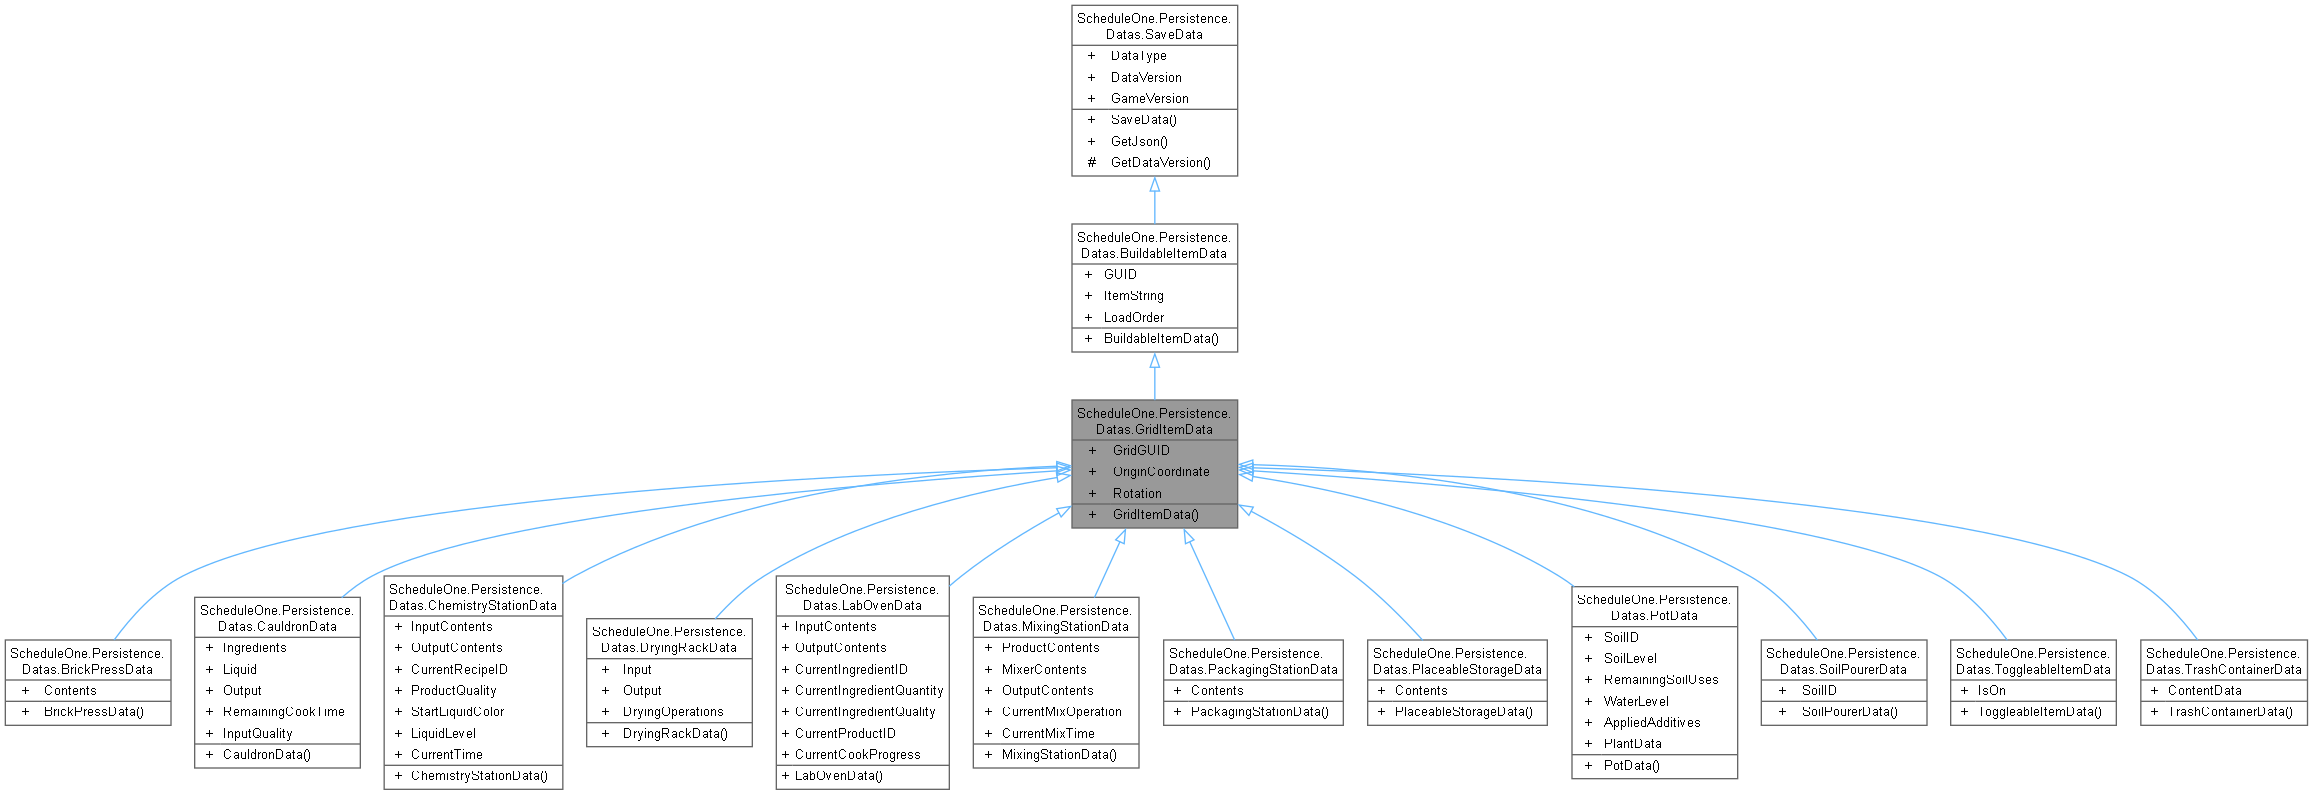 ScheduleOne.Persistence.
Datas.SaveData
+ DataType
+ DataVersion
+ GameVersion
+ SaveData()
+ GetJson()
# GetDataVersion()
ScheduleOne.Persistence.
Datas.BuildableItemData
+ GUID
+ ItemString
+ LoadOrder
+ BuildableItemData()
ScheduleOne.Persistence.
Datas.GridItemData
+ GridGUID
+ OriginCoordinate
+ Rotation
+ GridItemData()
ScheduleOne.Persistence.
Datas.BrickPressData
+ Contents
+ BrickPressData()
ScheduleOne.Persistence.
Datas.CauldronData
+ Ingredients
+ Liquid
+ Output
+ RemainingCookTime
+ InputQuality
+ CauldronData()
ScheduleOne.Persistence.
Datas.ChemistryStationData
+ InputContents
+ OutputContents
+ CurrentRecipeID
+ ProductQuality
+ StartLiquidColor
+ LiquidLevel
+ CurrentTime
+ ChemistryStationData()
ScheduleOne.Persistence.
Datas.DryingRackData
+ Input
+ Output
+ DryingOperations
+ DryingRackData()
ScheduleOne.Persistence.
Datas.LabOvenData
+ InputContents
+ OutputContents
+ CurrentIngredientID
+ CurrentIngredientQuantity
+ CurrentIngredientQuality
+ CurrentProductID
+ CurrentCookProgress
+ LabOvenData()
ScheduleOne.Persistence.
Datas.MixingStationData
+ ProductContents
+ MixerContents
+ OutputContents
+ CurrentMixOperation
+ CurrentMixTime
+ MixingStationData()
ScheduleOne.Persistence.
Datas.PackagingStationData
+ Contents
+ PackagingStationData()
ScheduleOne.Persistence.
Datas.PlaceableStorageData
+ Contents
+ PlaceableStorageData()
ScheduleOne.Persistence.
Datas.PotData
+ SoilID
+ SoilLevel
+ RemainingSoilUses
+ WaterLevel
+ AppliedAdditives
+ PlantData
+ PotData()
ScheduleOne.Persistence.
Datas.SoilPourerData
+ SoilID
+ SoilPourerData()
ScheduleOne.Persistence.
Datas.ToggleableItemData
+ IsOn
+ ToggleableItemData()
ScheduleOne.Persistence.
Datas.TrashContainerData
+ ContentData
+ TrashContainerData()